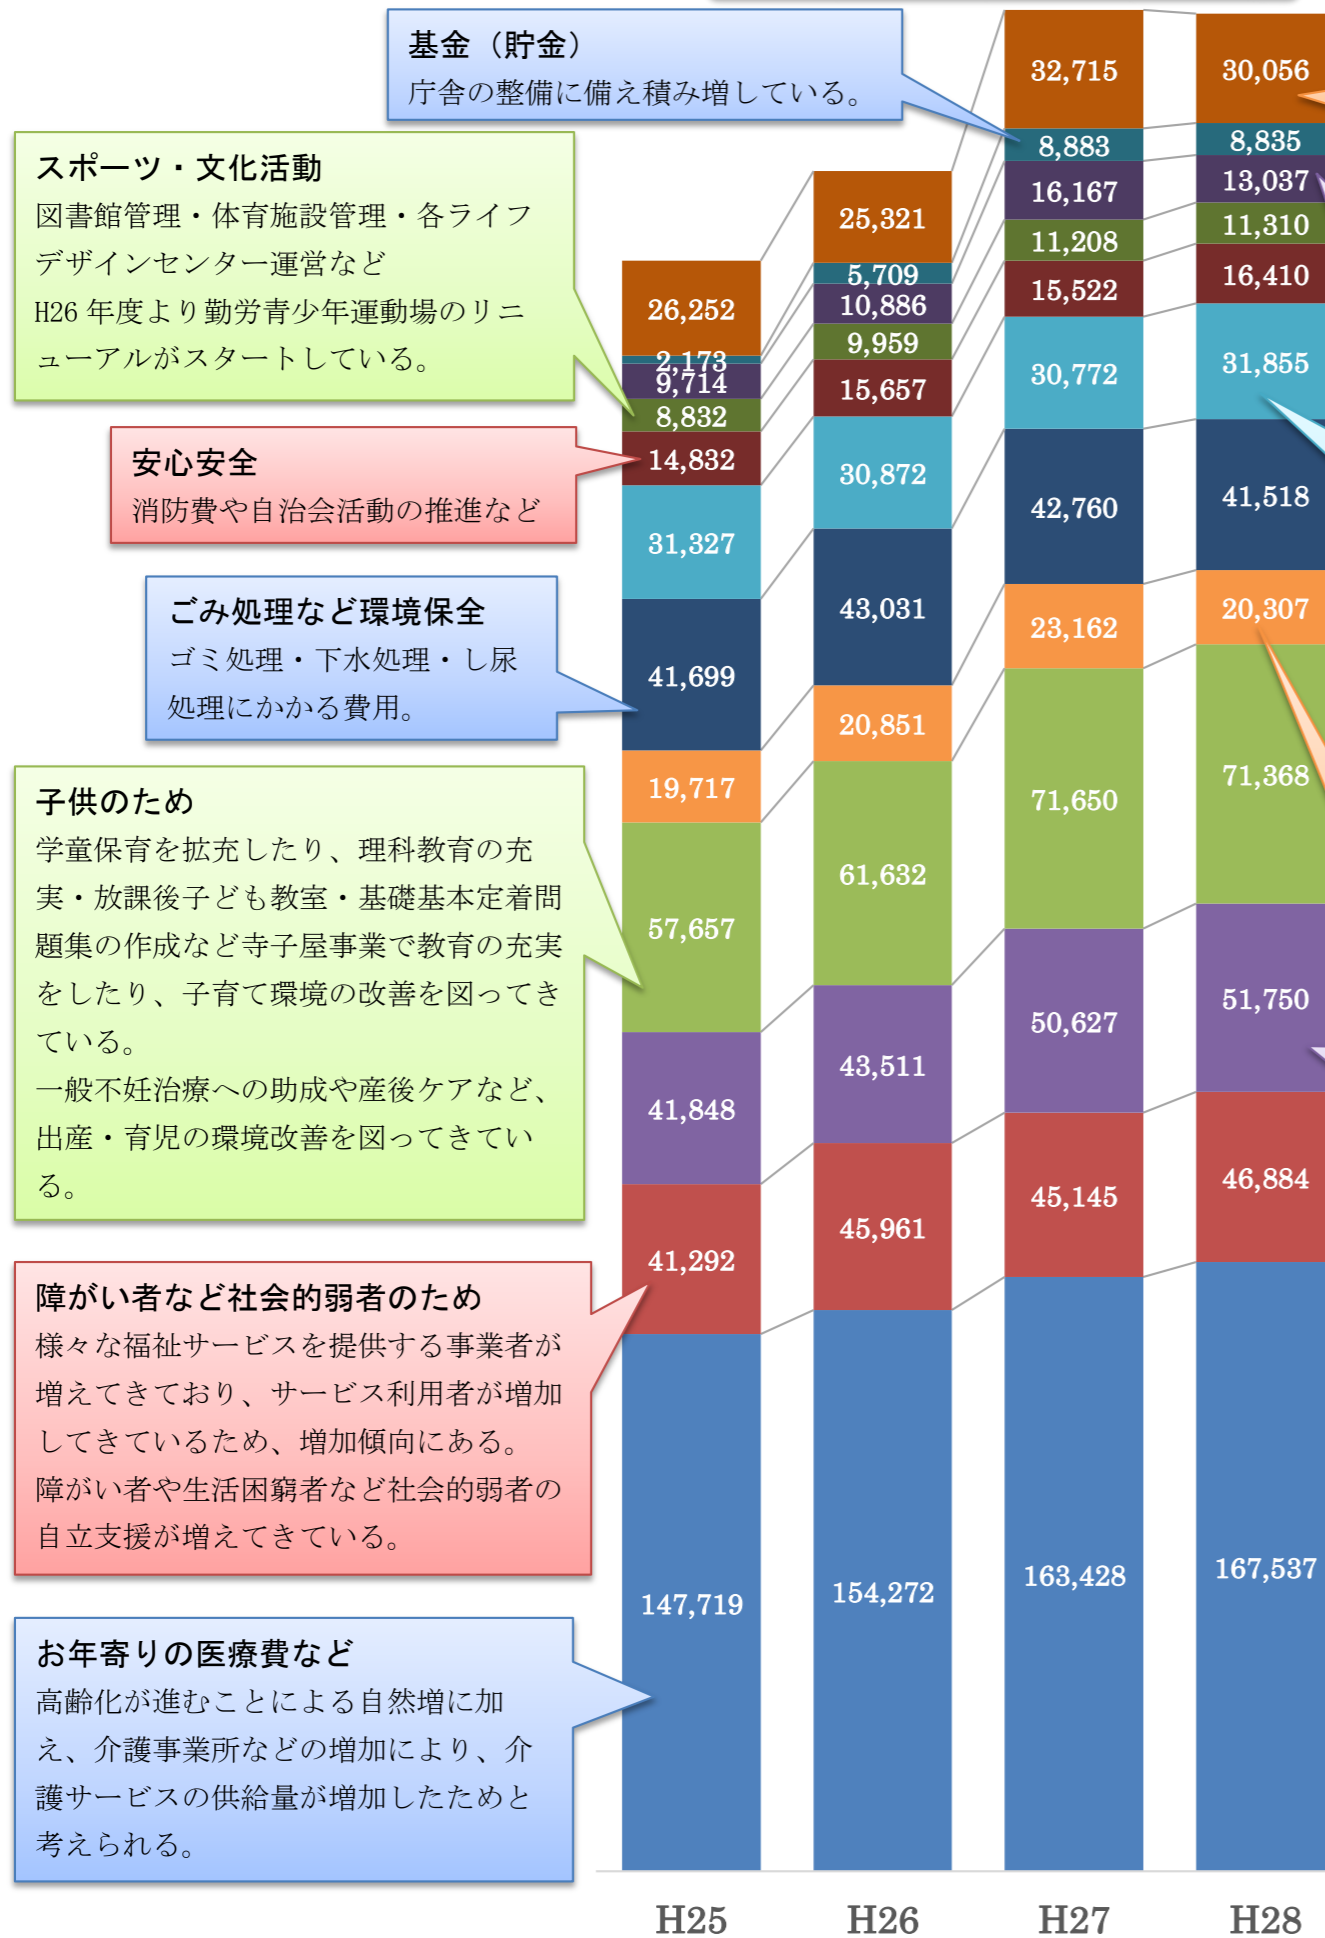 基金（貯金）
庁舎の整備に備え積み増している。
スポーツ・文化活動
図書館管理・体育施設管理・各ライフ
デザインセンター運営など
H26 年度より勤労青少年運動場のリニ
ューアルがスタートしている。
安心安全
消防費や自治会活動の推進など
ごみ処理など環境保全
ゴミ処理・下水処理・し尿
処理にかかる費用。
子供のため
学童保育を拡充したり、理科教育の充
実・放課後子ども教室・基礎基本定着問
題集の作成など寺子屋事業で教育の充実
をしたり、子育て環境の改善を図ってき
ている。
一般不妊治療への助成や産後ケアなど、
出産・育児の環境改善を図ってきてい
る。
障がい者など社会的弱者のため
様々な福祉サービスを提供する事業者が
増えてきており、サービス利用者が増加
してきているため、増加傾向にある。
障がい者や生活困窮者など社会的弱者の
自立支援が増えてきている。
お年寄りの医療費など
高齢化が進むことによる自然増に加
え、介護事業所などの増加により、介
護サービスの供給量が増加したためと
考えられる。
26,252
2,173
9,714
8,832
14,832
31,327
41,699
19,717
57,657
41,848
41,292
147,719
H25
25,321
5,709
10,886
9,959
15,657
30,872
43,031
20,851
61,632
43,511
45,961
154,272
H26
32,715
8,883
16,167
11,208
15,522
30,772
42,760
23,162
71,650
50,627
45,145
163,428
H27
30,056
8,835
13,037
11,310
16,410
31,855
41,518
20,307
71,368
51,750
46,884
167,537
H28